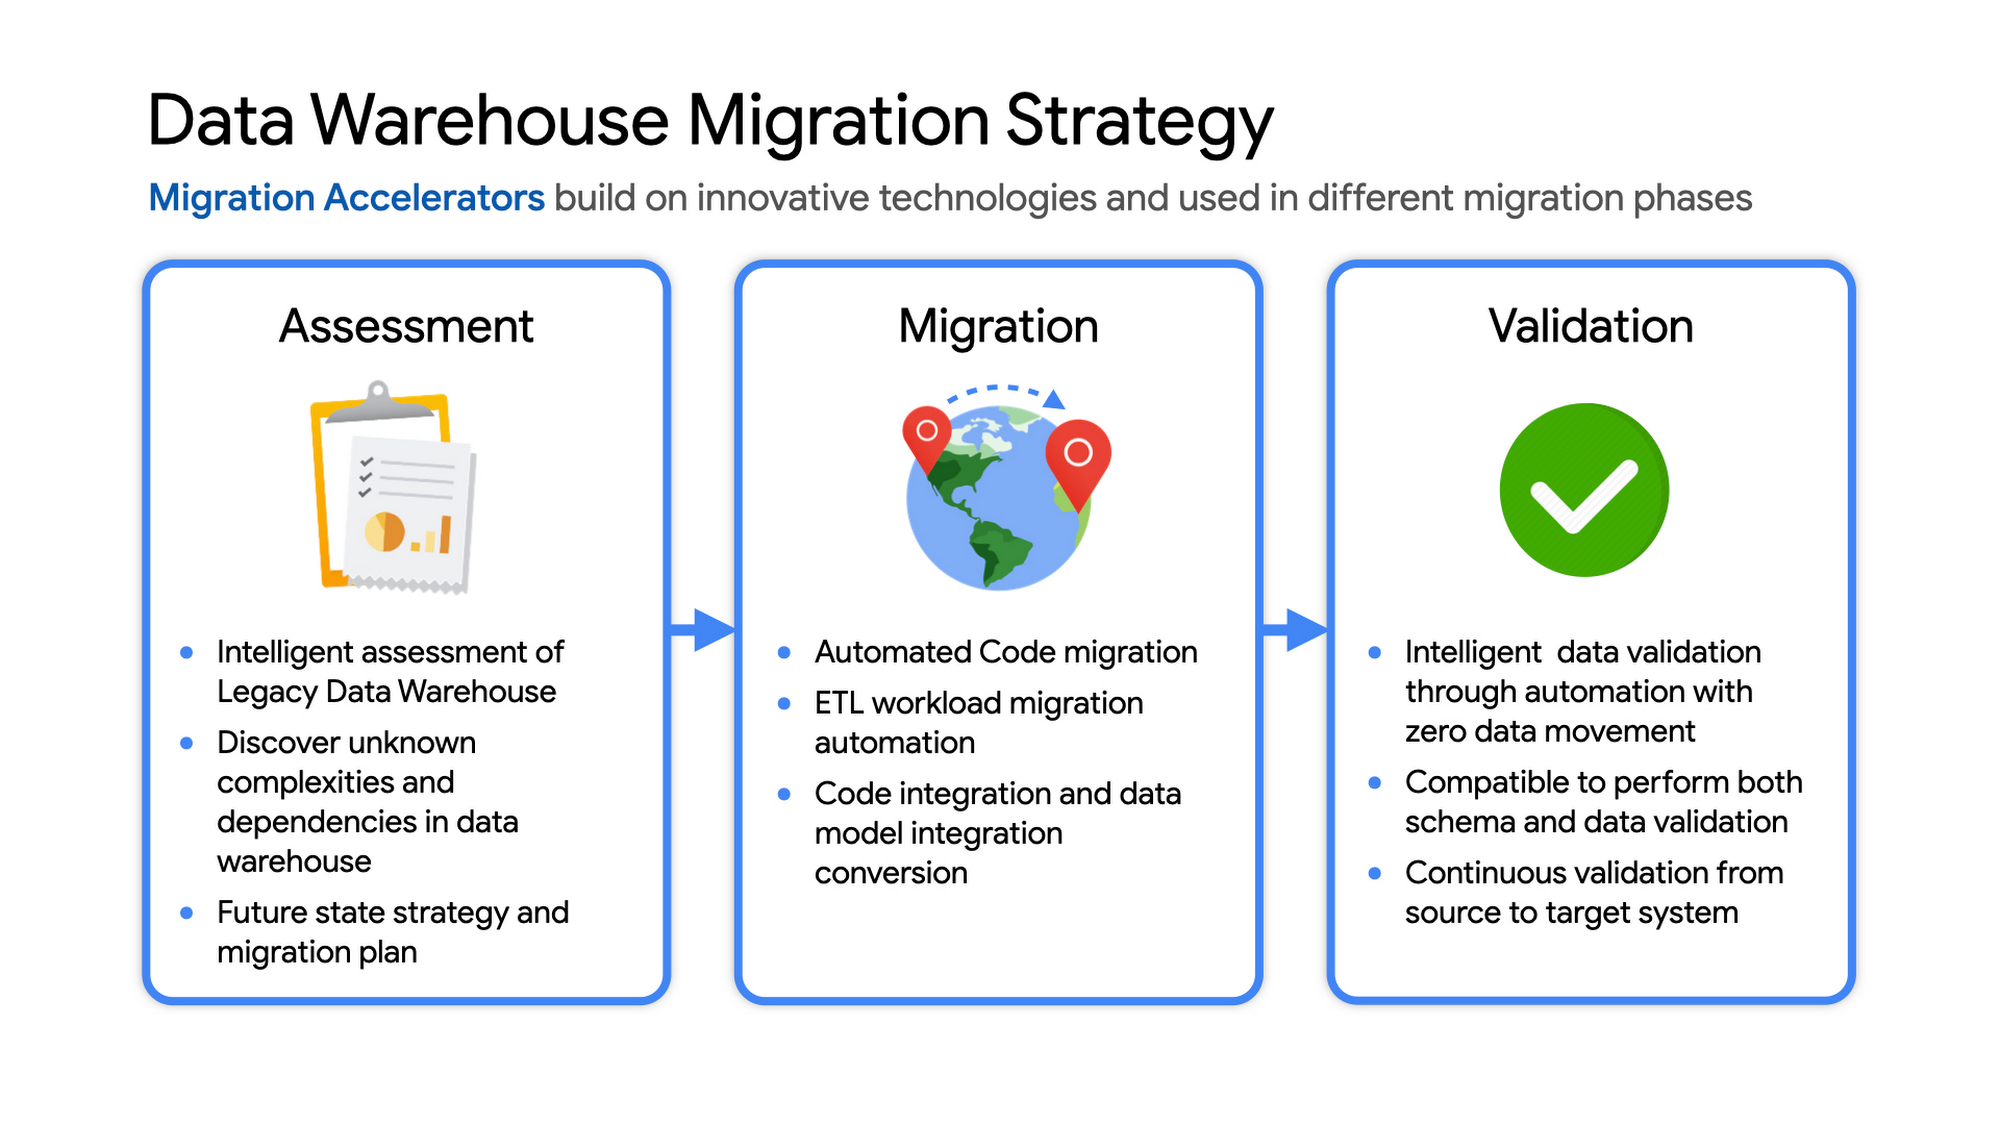 Data Warehouse Migration Strategy
Migration Accelerators build on innovative technologies and used in different migration phases
Assessment
• Intelligent assessment of
Legacy Data Warehouse
• Discover unknown
complexities and
dependencies in data
warehouse
• Future state strategy and
migration plan
Migration
• Automated Code migration
• ETL workload migration
automation
• Code integration and data
model integration
conversion
Validation
• Intelligent  data validation
through automation with
zero data movement
• Compatible to perform both
schema and data validation
• Continuous validation from
source to target system